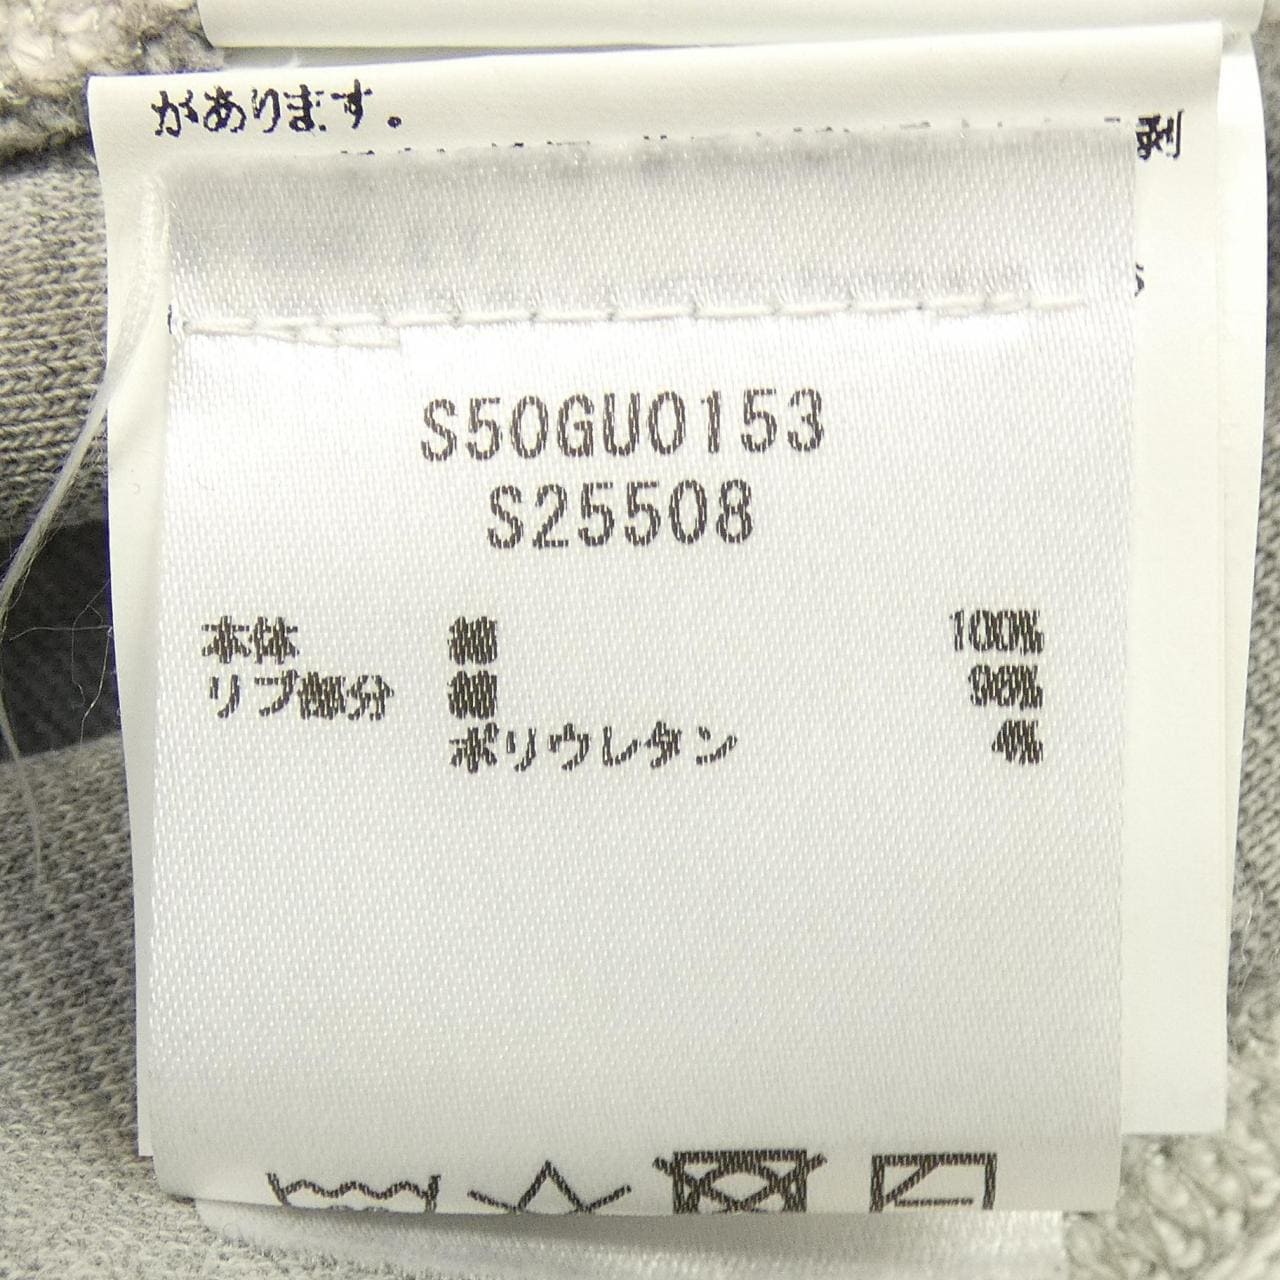 があります。
剥
S50GU0153
S25508
本体 綿 100%
リブ部分 綿 96%
ポリウレタン 4%